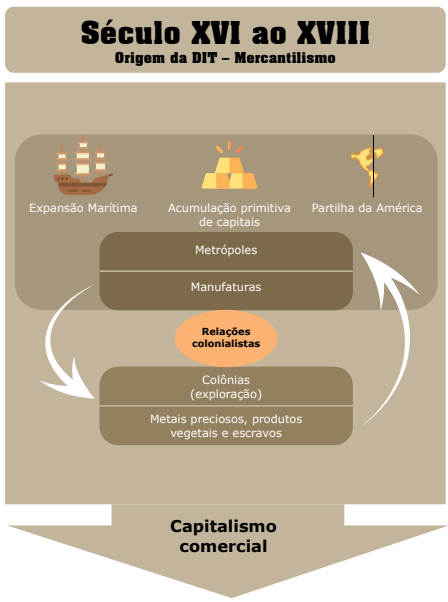 Século XVI ao XVIII
Origem da DIT – Mercantilismo
Expansão Marítima
Acumulação primitiva
de capitais
Partilha da América
Metrópoles
Manufaturas
Relações
colonialistas
Colônias
(exploração)
Metais preciosos, produtos
vegetais e escravos
Capitalismo
comercial